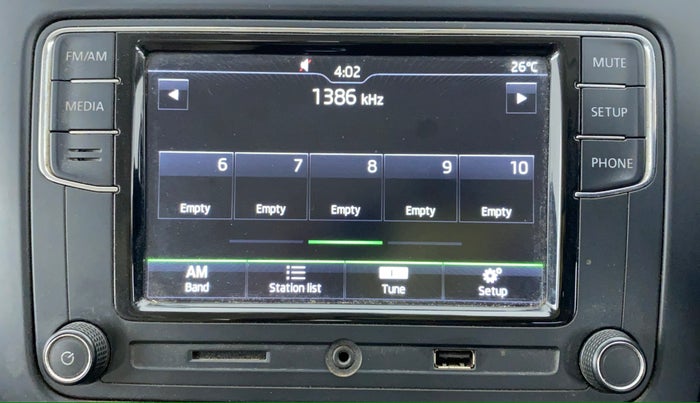 FM/AM
MEDIA
4:02
26°C
1386 kHz
6 7 8 9 10
Empty Empty Empty Empty Empty
AM
Band
Station list
Tune
Setup
MUTE
SETUP
PHONE